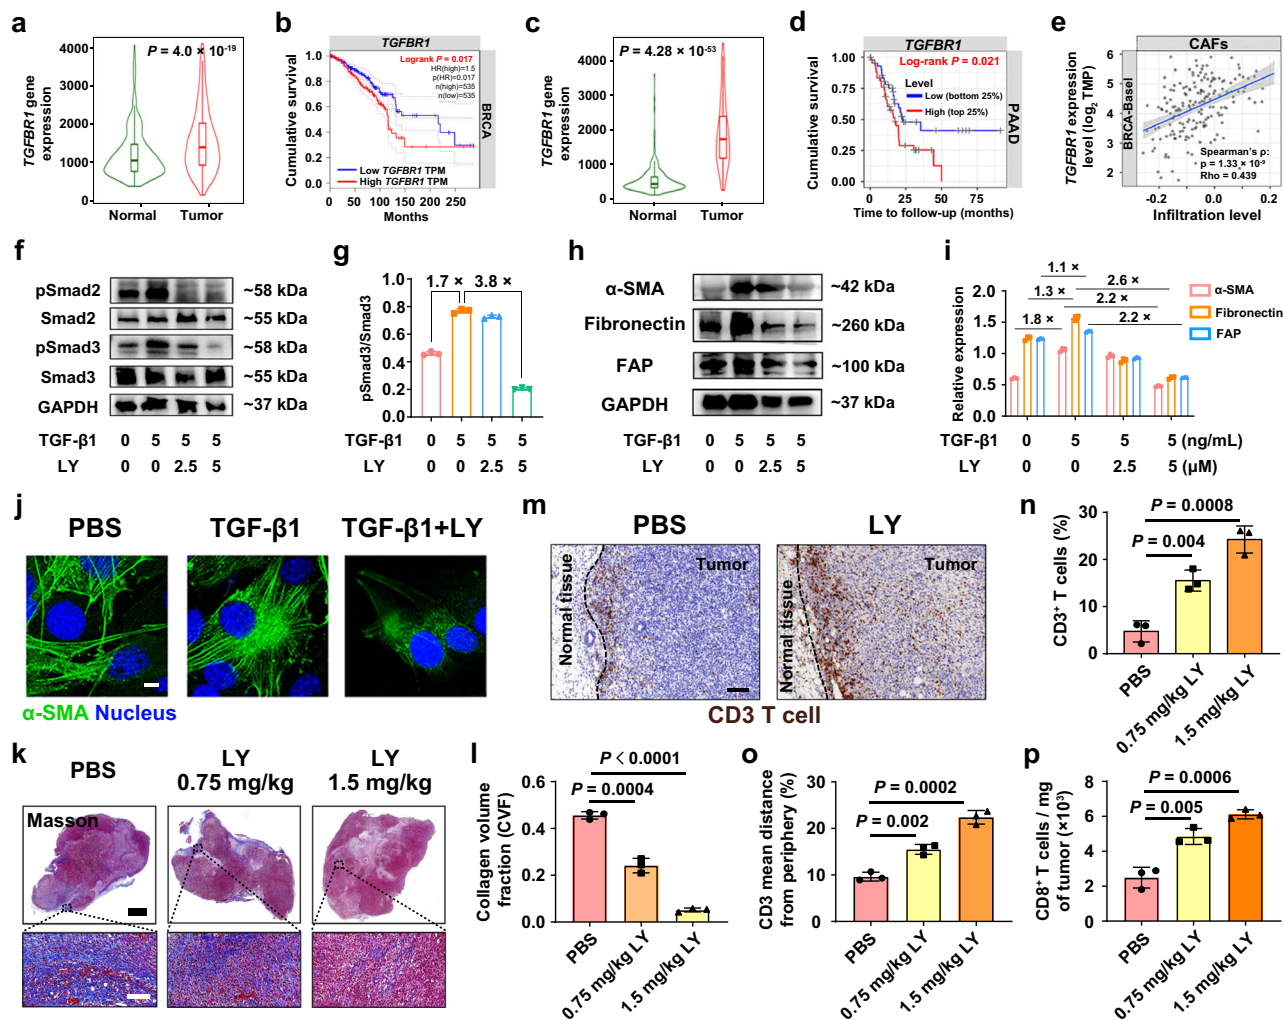 a
TGFBR1 gene
expression
4000
3000
2000
1000
0
P = 4.0 × 10-19
Normal
Tumor
b
TGFBR1
Cumulative survival
1.0
0.8
0.6
0.4
0.2
0.0
Logrank P = 0.017
HR(high)=1.5
p(HR)=0.017
n(high)=535
n(low)=535
Low TGFBR1 TPM
High TGFBR1 TPM
0 50 100 150 200 250
Months
BRCA
c
TGFBR1 gene
expression
4000
3000
2000
1000
0
P = 4.28 × 10-53
Normal
Tumor
d
TGFBR1
Cumulative survival
1.00
0.75
0.50
0.25
0.00
Log-rank P = 0.021
Level
Low (bottom 25%)
High (top 25%)
0 25 50 75
Time to follow-up (months)
PAAD
e
CAFs
TGFBR1 expression
level (log2 TMP)
BRCA-Basel
6
5
4
3
2
Spearman's ρ:
p = 1.33 × 10-9
Rho = 0.439
-0.2 0.0 0.2
Infiltration level
f
pSmad2 ~58 kDa
Smad2 ~55 kDa
pSmad3 ~58 kDa
Smad3 ~55 kDa
GAPDH ~37 kDa
TGF-β1 0 5 5 5
LY 0 0 2.5 5
g
pSmad3/Smad3
1.0
0.8
0.6
0.4
0.2
0.0
1.7 × 3.8 ×
TGF-β1 0 5 5 5
LY 0 0 2.5 5
h
α-SMA ~42 kDa
Fibronectin ~260 kDa
FAP ~100 kDa
GAPDH ~37 kDa
TGF-β1 0 5 5 5
LY 0 0 2.5 5
i
Relative expression
2.0
1.5
1.0
0.5
0.0
1.1 ×
1.3 × 2.6 ×
1.8 × 2.2 ×
2.2 ×
α-SMA
Fibronectin
FAP
TGF-β1 0 5 5 5 (ng/mL)
LY 0 0 2.5 5 (μM)
j
PBS
TGF-β1
TGF-β1+LY
α-SMA Nucleus
k
PBS
LY
0.75 mg/kg
LY
1.5 mg/kg
Masson
l
Collagen volume
fraction (CVF)
0.6
0.4
0.2
0.0
P < 0.0001
P = 0.0004
PBS
0.75 mg/kg LY
1.5 mg/kg LY
m
PBS
LY
Normal tissue
Tumor
Normal tissue
Tumor
CD3 T cell
n
CD3+ T cells (%)
30
20
10
0
P = 0.0008
P = 0.004
PBS
0.75 mg/kg LY
1.5 mg/kg LY
o
CD3 mean distance
from periphery (%)
30
20
10
0
P = 0.0002
P = 0.002
PBS
0.75 mg/kg LY
1.5 mg/kg LY
p
CD8+ T cells / mg
of tumor (×103)
8
6
4
2
0
P = 0.0006
P = 0.005
PBS
0.75 mg/kg LY
1.5 mg/kg LY